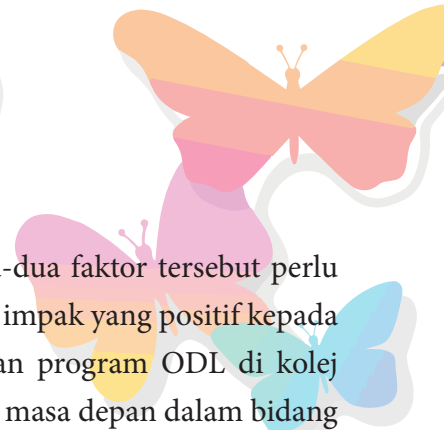 -dua faktor tersebut perlu
impak yang positif kepada
an program ODL di kolej
masa depan dalam bidang